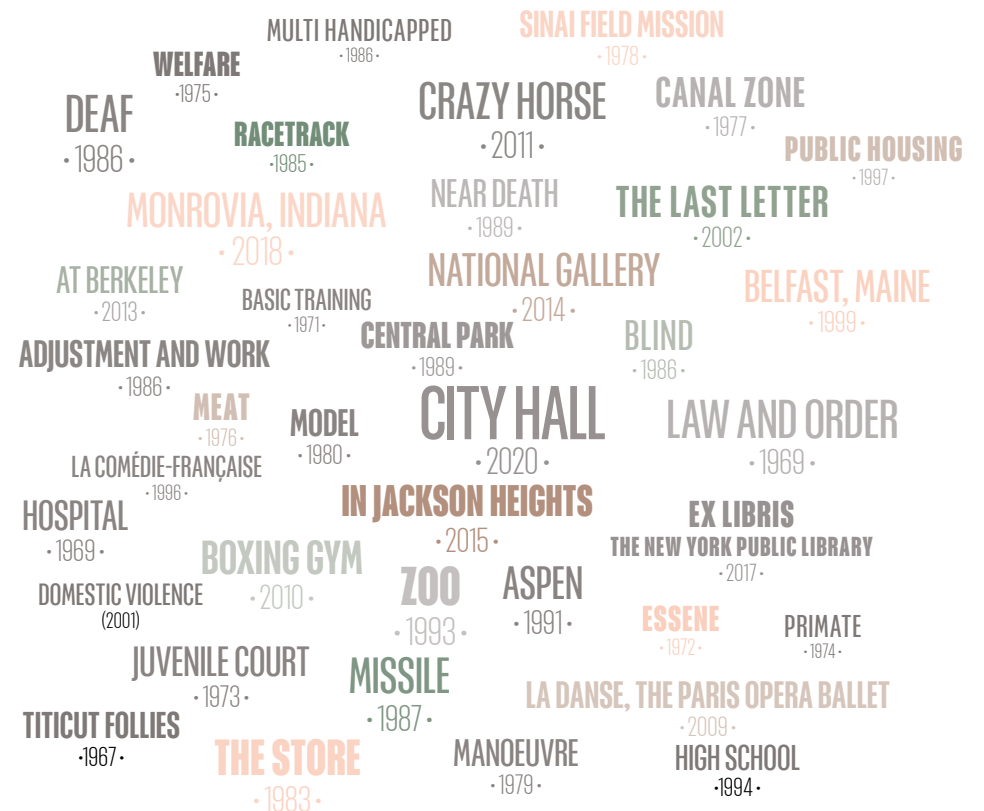 MULTI HANDICAPPED
· 1986 ·
SINAI FIELD MISSION
· 1978 ·
WELFARE
·1975 ·
DEAF
· 1986 ·
RACETRACK
·1985 ·
CRAZY HORSE
· 2011 ·
CANAL ZONE
· 1977 ·
PUBLIC HOUSING
· 1997 ·
MONROVIA, INDIANA
· 2018 ·
NEAR DEATH
· 1989 ·
THE LAST LETTER
· 2002 ·
AT BERKELEY
· 2013 ·
BASIC TRAINING
· 1971 ·
NATIONAL GALLERY
· 2014 ·
BELFAST, MAINE
· 1999 ·
ADJUSTMENT AND WORK
· 1986 ·
CENTRAL PARK
· 1989 ·
BLIND
· 1986 ·
MEAT
· 1976 ·
MODEL
· 1980 ·
CITY HALL
· 2020 ·
LAW AND ORDER
· 1969 ·
LA COMÉDIE-FRANÇAISE
· 1996 ·
HOSPITAL
· 1969 ·
IN JACKSON HEIGHTS
· 2015 ·
EX LIBRIS
THE NEW YORK PUBLIC LIBRARY
· 2017 ·
BOXING GYM
· 2010 ·
DOMESTIC VIOLENCE
(2001)
ZOO
· 1993 ·
ASPEN
· 1991 ·
ESSENE
· 1972 ·
PRIMATE
· 1974 ·
JUVENILE COURT
· 1973 ·
MISSILE
· 1987 ·
LA DANSE, THE PARIS OPERA BALLET
· 2009 ·
TITICUT FOLLIES
·1967 ·
THE STORE
· 1983 ·
MANOEUVRE
· 1979 ·
HIGH SCHOOL
·1994 ·